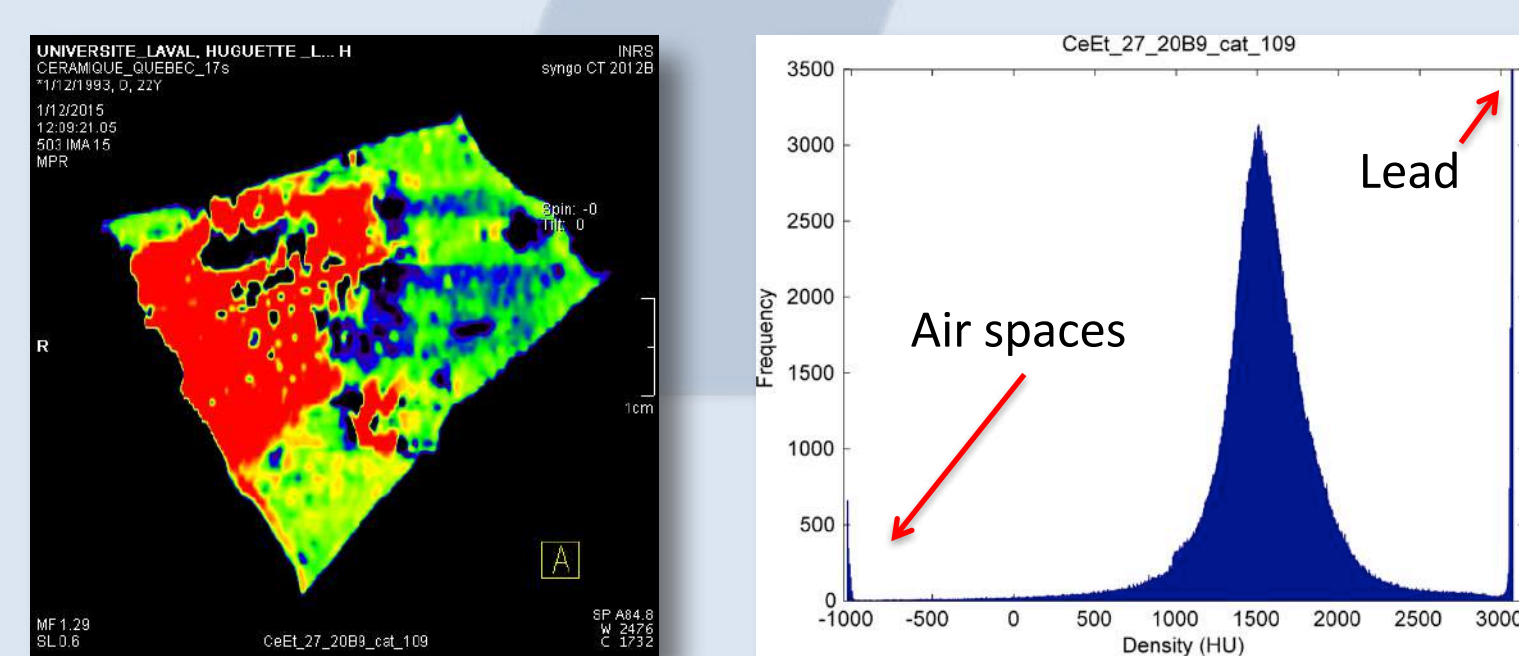 UNIVERSITE_LAVAL, HUGUETTE _L... H
CERAMIQUE_QUEBEC_17s
*1/12/1993, O, 22Y
1/12/2015
12:09:21.05
503 IMA 15
MPR
INRS
syngo CT 2012B
Spin: -0
Tilt: 0
R
1cm
A
MF 1.29
SL 0.6
CeEt_27_20B9_cat_109
SP A84.8
W 2476
C 1732
CeEt_27_20B9_cat_109
3500
3000
2500
2000
1500
1000
500
0
Frequency
Lead
Air spaces
-1000 -500 0 500 1000 1500 2000 2500 3000
Density (HU)